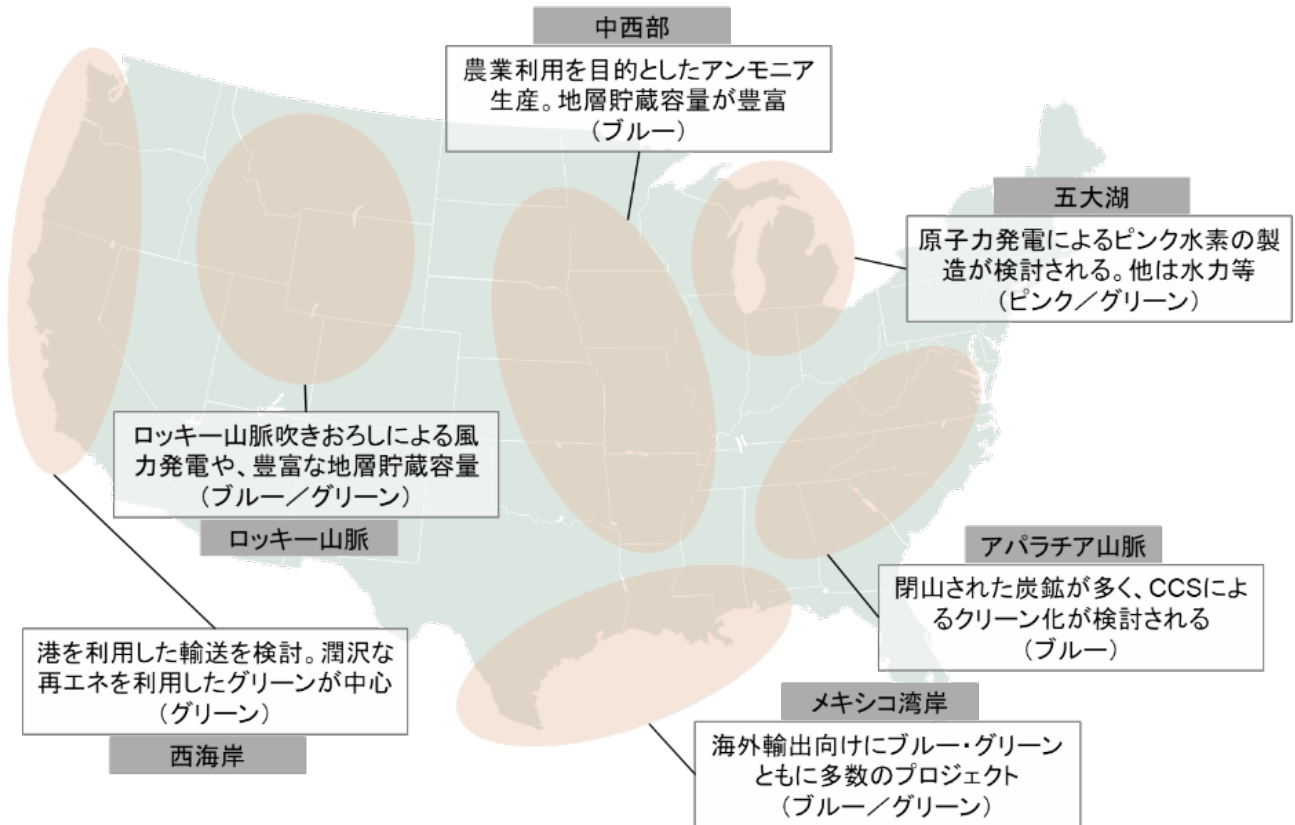 中西部
農業利用を目的としたアンモニア
生産。地層貯蔵容量が豊富
（ブルー）
五大湖
原子力発電によるピンク水素の製
造が検討される。他は水力等
（ピンク／グリーン）
ロッキー山脈吹きおろしによる風
力発電や、豊富な地層貯蔵容量
（ブルー／グリーン）
ロッキー山脈
アパラチア山脈
閉山された炭鉱が多く、CCSによ
るクリーン化が検討される
（ブルー）
港を利用した輸送を検討。潤沢な
再エネを利用したグリーンが中心
（グリーン）
西海岸
メキシコ湾岸
海外輸出向けにブルー・グリーン
ともに多数のプロジェクト
（ブルー／グリーン）